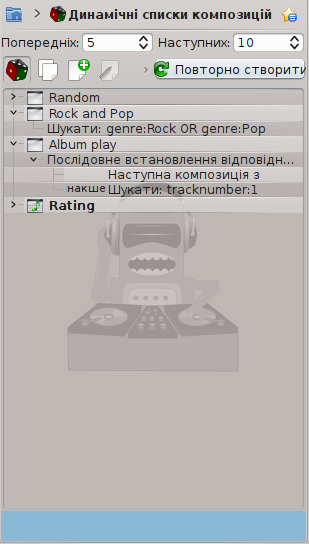 Динамічні списки композицій
Попередніх: 5 Наступних: 10
Повторно створити
Random
Rock and Pop
Шукати: genre:Rock OR genre:Pop
Album play
Послідовне встановлення відповідн...
Наступна композиція з
накше Шукати: tracknumber:1
Rating